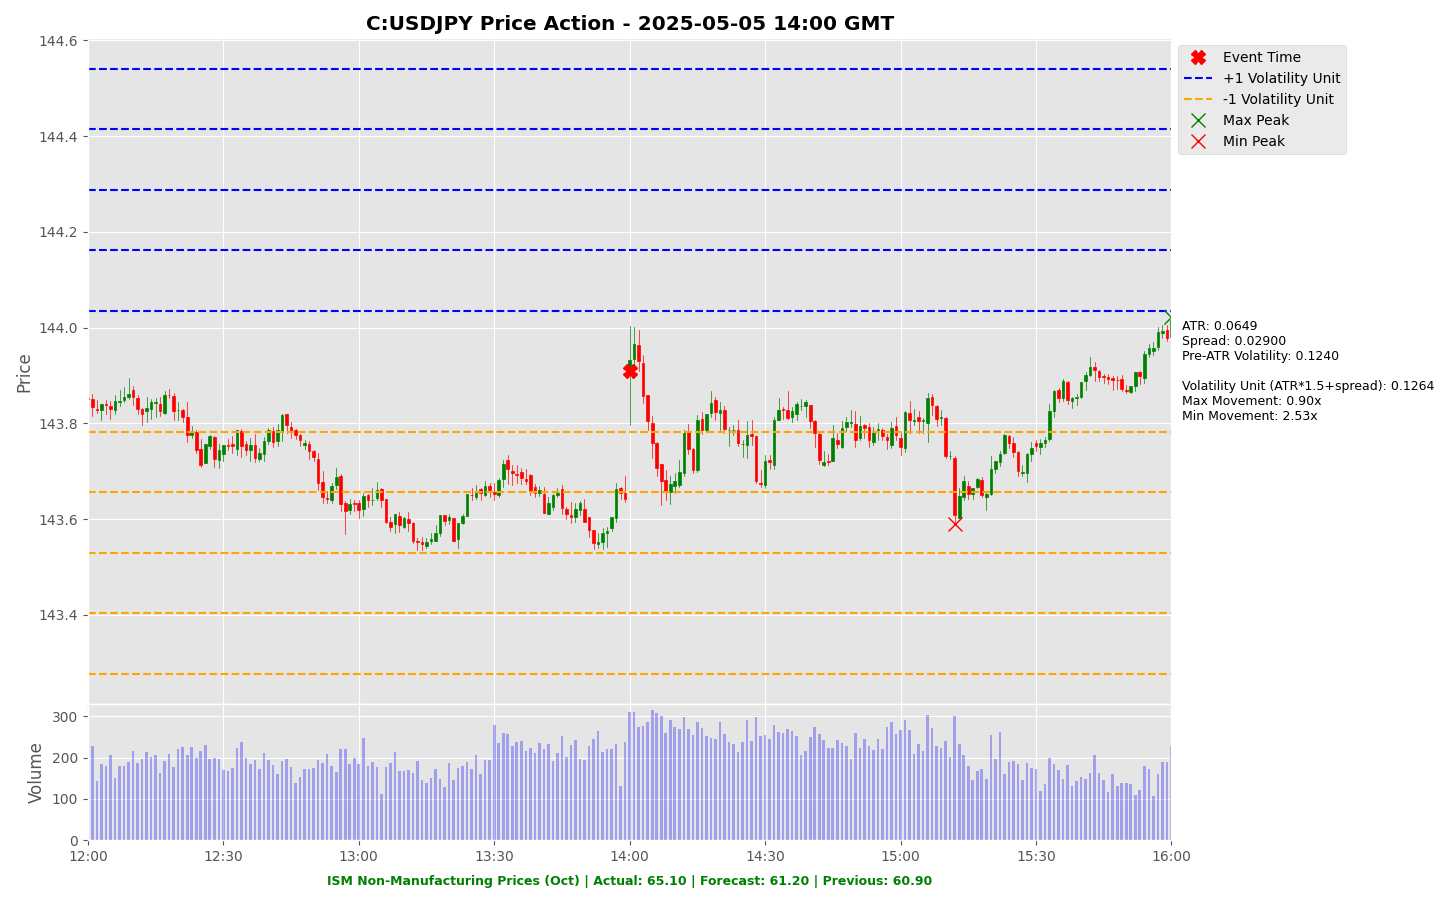 C:USDJPY Price Action - 2025-05-05 14:00 GMT
144.6
144.4
144.2
144.0
143.8
143.6
143.4
Price
Event Time
+1 Volatility Unit
-1 Volatility Unit
Max Peak
Min Peak
ATR: 0.0649
Spread: 0.02900
Pre-ATR Volatility: 0.1240
Volatility Unit (ATR*1.5+spread): 0.1264
Max Movement: 0.90x
Min Movement: 2.53x
300
200
100
0
Volume
12:00 12:30 13:00 13:30 14:00 14:30 15:00 15:30 16:00
ISM Non-Manufacturing Prices (Oct) | Actual: 65.10 | Forecast: 61.20 | Previous: 60.90